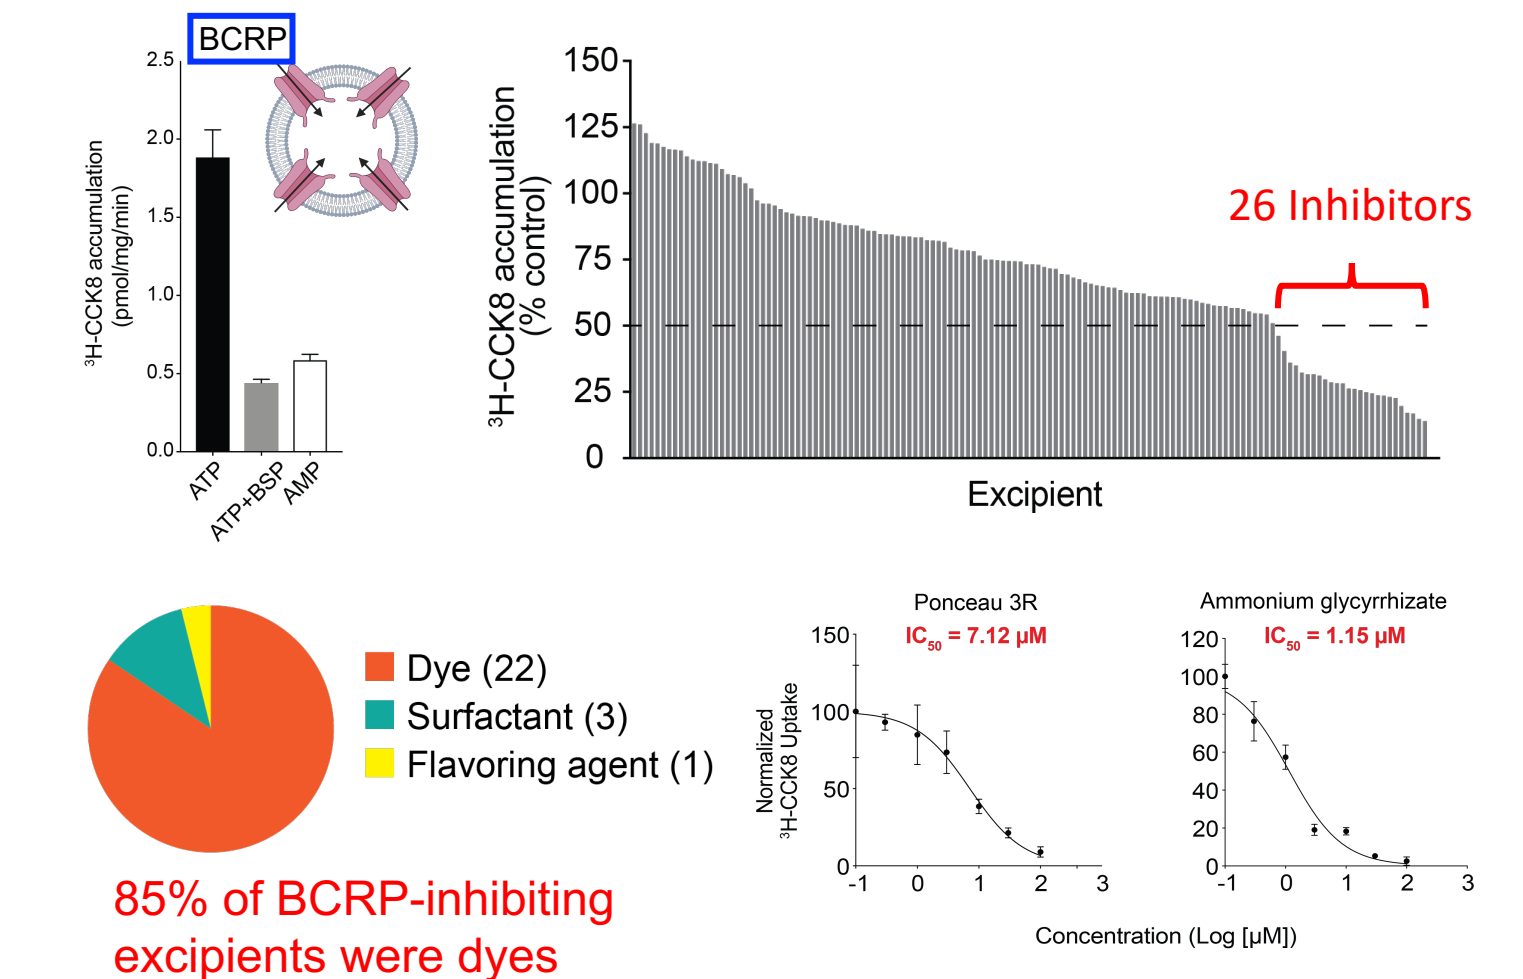 BCRP
2.5
2.0
1.5
1.0
0.5
0.0
³H-CCK8 accumulation
(pmol/mg/min)
ATP
ATP+BSP
AMP
150
125
100
75
50
25
0
³H-CCK8 accumulation
(% control)
26 Inhibitors
Excipient
Dye (22)
Surfactant (3)
Flavoring agent (1)
85% of BCRP-inhibiting
excipients were dyes
Ponceau 3R
IC₅₀ = 7.12 µM
150
100
50
0
-1 0 1 2 3
Normalized
³H-CCK8 Uptake
Ammonium glycyrrhizate
IC₅₀ = 1.15 µM
120
100
80
60
40
20
0
-1 0 1 2 3
Concentration (Log [µM])